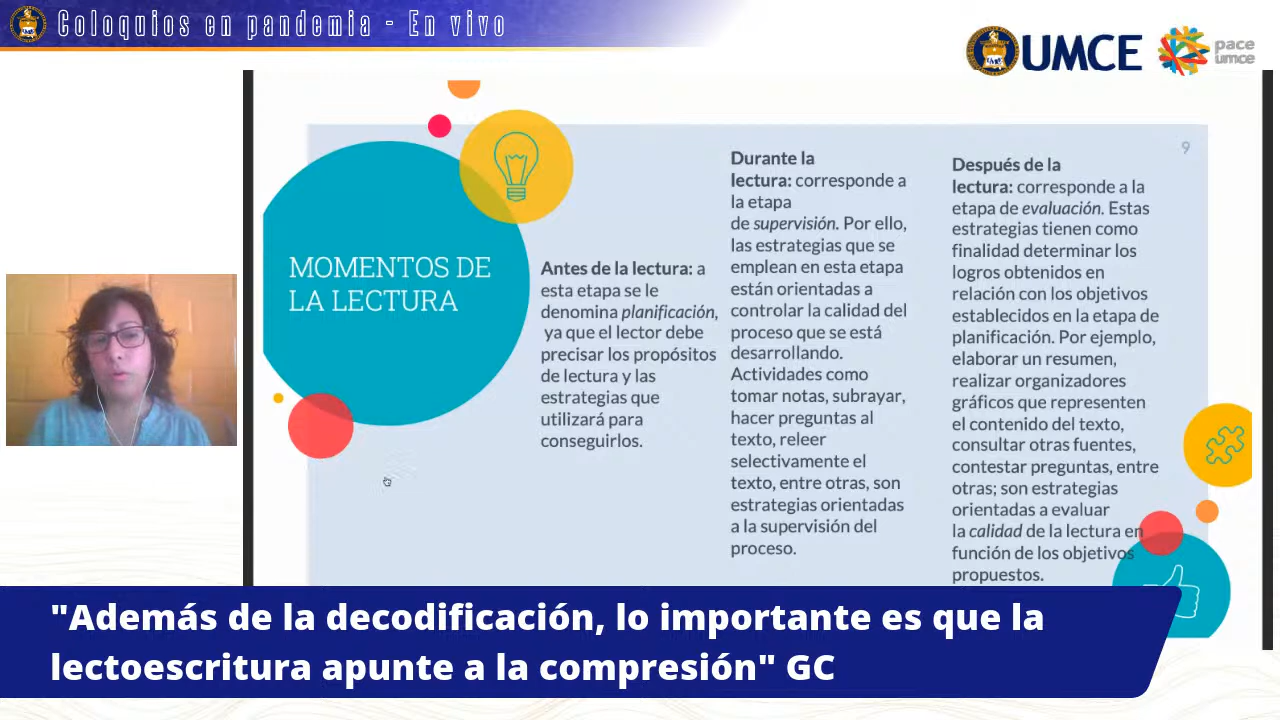 Coloquios en pandemia - En vivo
UMCE
pace
umce
9
MOMENTOS DE
LA LECTURA
Antes de la lectura: a
esta etapa se le
denomina planificación,
ya que el lector debe
precisar los propósitos
de lectura y las
estrategias que
utilizará para
conseguirlos.
Durante la
lectura: corresponde a
la etapa
de supervisión. Por ello,
las estrategias que se
emplean en esta etapa
están orientadas a
controlar la calidad del
proceso que se está
desarrollando.
Actividades como
tomar notas, subrayar,
hacer preguntas al
texto, releer
selectivamente el
texto, entre otras, son
estrategias orientadas
a la supervisión del
proceso.
Después de la
lectura: corresponde a la
etapa de evaluación. Estas
estrategias tienen como
finalidad determinar los
logros obtenidos en
relación con los objetivos
establecidos en la etapa de
planificación. Por ejemplo,
elaborar un resumen,
realizar organizadores
gráficos que representen
el contenido del texto,
consultar otras fuentes,
contestar preguntas, entre
otras; son estrategias
orientadas a evaluar
la calidad de la lectura en
función de los objetivos
propuestos.
"Además de la decodificación, lo importante es que la
lectoescritura apunte a la compresión" GC